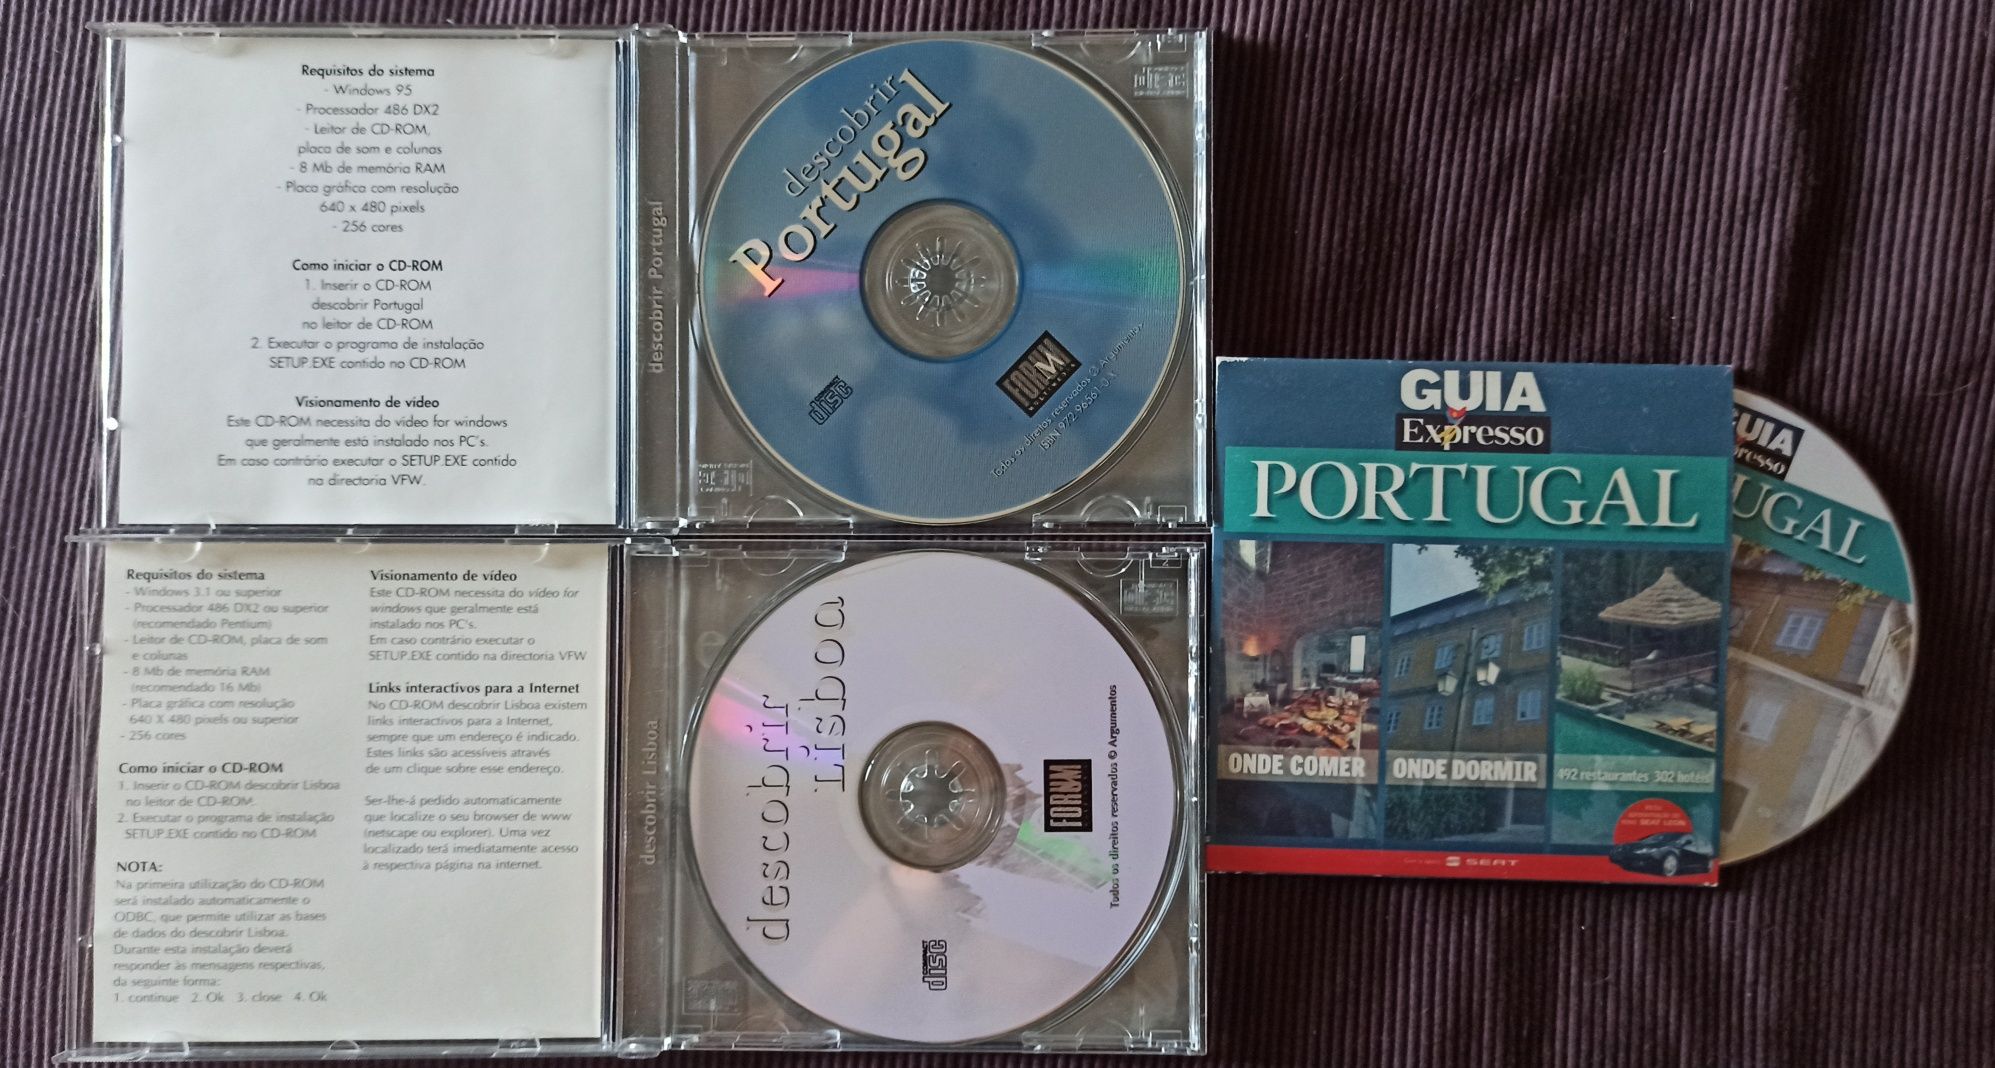 Requisitos do sistema
- Windows 95
- Processador 486 DX2
- Leitor de CD-ROM,
placa de som e colunas
- 8 Mb de memória RAM
- Placa gráfica com resolução
640 x 480 pixels
- 256 cores
Como iniciar o CD-ROM
1. Inserir o CD-ROM
descobrir Portugal
no leitor de CD-ROM
2. Executar o programa de instalação
SETUP.EXE contido no CD-ROM
Visionamento de vídeo
Este CD-ROM necessita do video for windows
que geralmente está instalado nos PC's.
Em caso contrário executar o SETUP.EXE contido
na directoria VFW.
descobrir Portugal
descobrir
Portugal
COMPACT
disc
FORUM
MULTIMEDIA
Todos os direitos reservados © Argumentos
ISBN 972-96561-0-X
Requisitos do sistema
- Windows 3.1 ou superior
- Processador 486 DX2 ou superior
(recomendado Pentium)
- Leitor de CD-ROM, placa de som
e colunas
- 8 Mb de memória RAM
(recomendado 16 Mb)
- Placa gráfica com resolução
640 X 480 pixels ou superior
- 256 cores
Como iniciar o CD-ROM
1. Inserir o CD-ROM descobrir Lisboa
no leitor de CD-ROM.
2. Executar o programa de instalação
SETUP.EXE contido no CD-ROM
NOTA:
Na primeira utilização do CD-ROM
será instalado automaticamente o
ODBC, que permite utilizar as bases
de dados do descobrir Lisboa.
Durante esta instalação deverá
responder às mensagens respectivas,
da seguinte forma:
1. continue 2. Ok 3. close 4. Ok
Visionamento de vídeo
Este CD-ROM necessita do vídeo for
windows que geralmente está
instalado nos PC's.
Em caso contrário executar o
SETUP.EXE contido na directoria VFW
Links interactivos para a Internet
No CD-ROM descobrir Lisboa existem
links interactivos para a Internet,
sempre que um endereço é indicado.
Estes links são acessíveis através
de um clique sobre esse endereço.
Ser-lhe-á pedido automaticamente
que localize o seu browser de www
(netscape ou explorer). Uma vez
localizado terá imediatamente acesso
à respectiva página na internet.
descobrir Lisboa
descobrir
Lisboa
COMPACT
disc
FORUM
Todos os direitos reservados © Argumentos
GUIA
Expresso
PORTUGAL
ONDE COMER
ONDE DORMIR
492 restaurantes 302 hotéis
SEAT LEON
SEAT
GUIA
UGAL